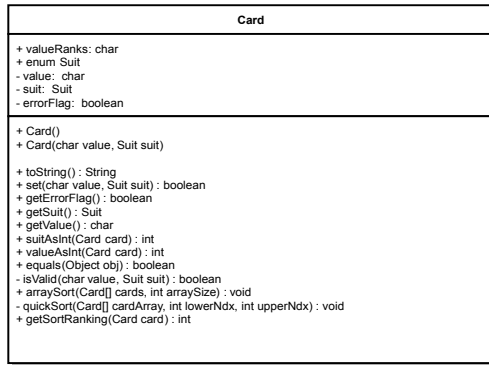 Card
+ valueRanks: char
+ enum Suit
- value: char
- suit: Suit
- errorFlag: boolean
+ Card()
+ Card(char value, Suit suit)
+ toString() : String
+ set(char value, Suit suit) : boolean
+ getErrorFlag() : boolean
+ getSuit() : Suit
+ getValue() : char
+ suitAsInt(Card card) : int
+ valueAsInt(Card card) : int
+ equals(Object obj) : boolean
- isValid(char value, Suit suit) : boolean
+ arraySort(Card[] cards, int arraySize) : void
- quickSort(Card[] cardArray, int lowerNdx, int upperNdx) : void
+ getSortRanking(Card card) : int